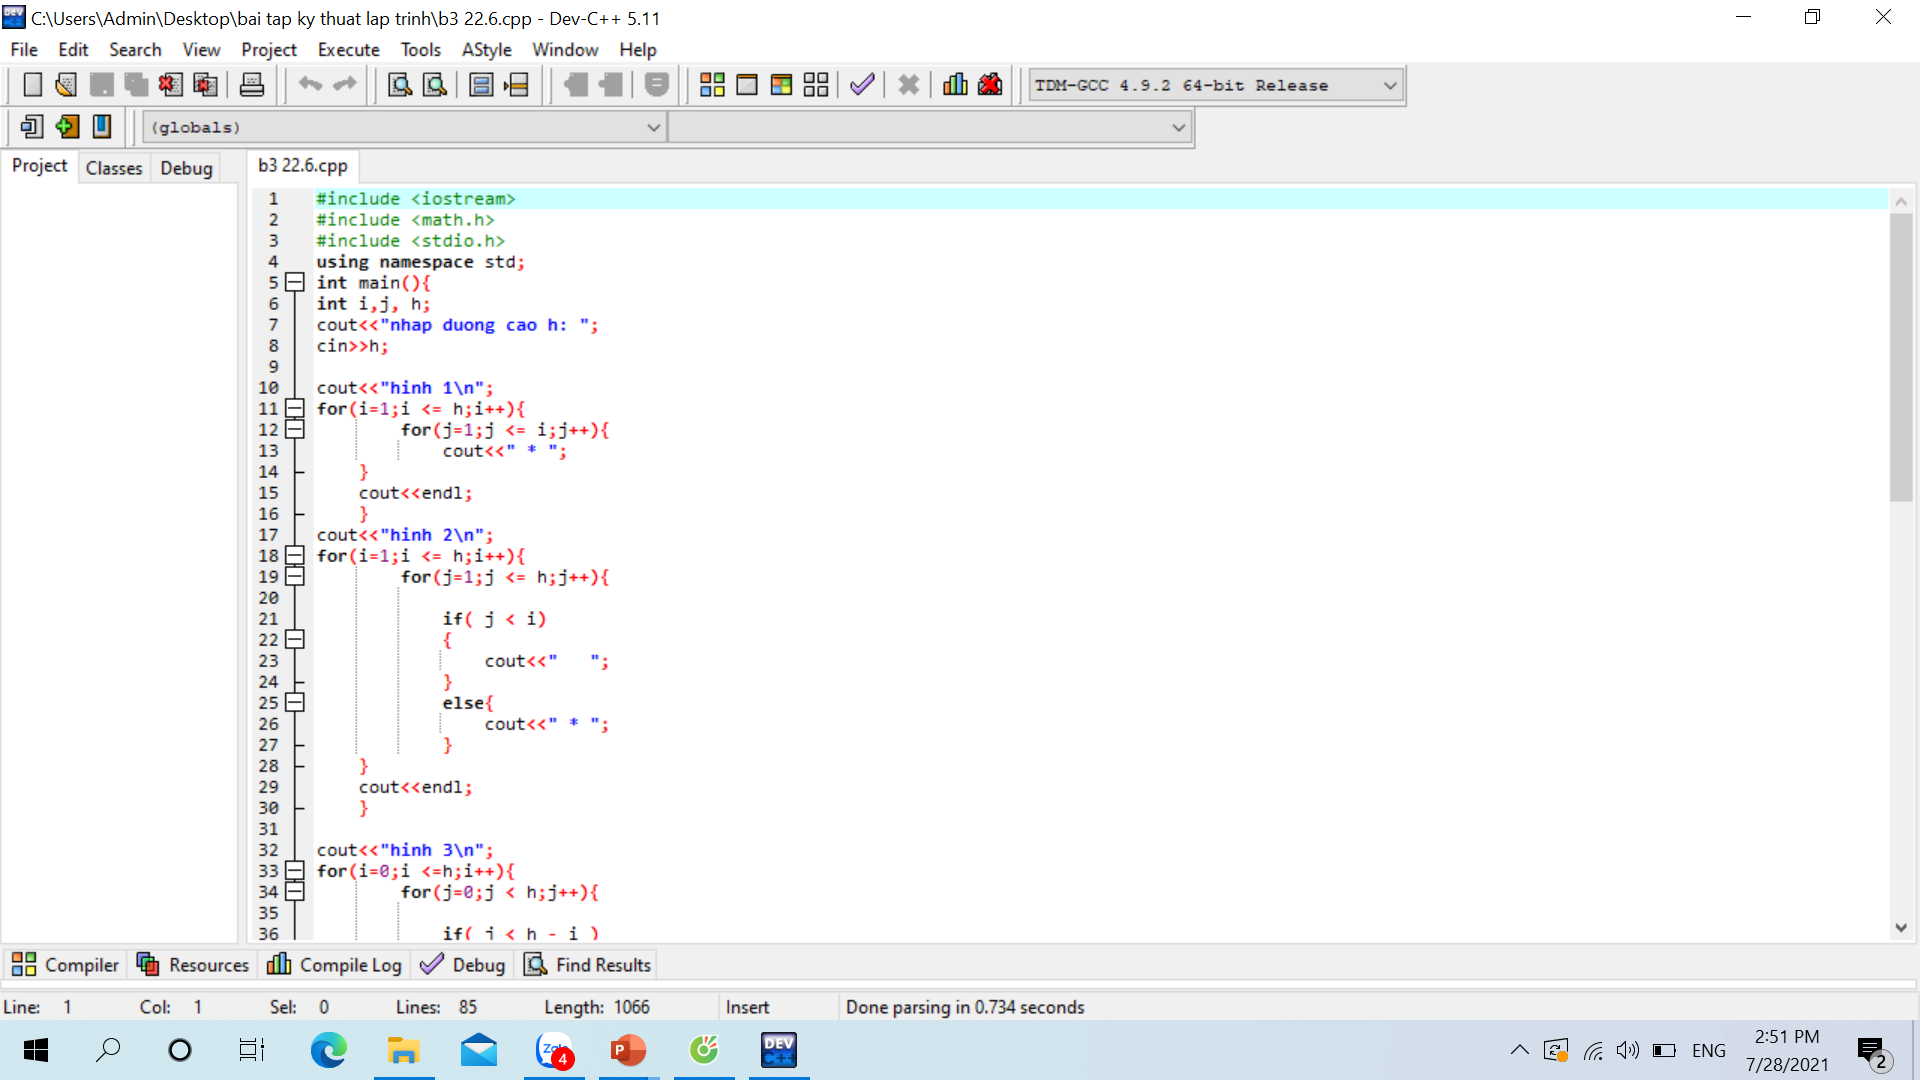 C:\Users\Admin\Desktop\bai tap ky thuat lap trinh\b3 22.6.cpp - Dev-C++ 5.11
File Edit Search View Project Execute Tools AStyle Window Help
TDM-GCC 4.9.2 64-bit Release
(globals)
Project Classes Debug b3 22.6.cpp
1 #include <iostream>
2 #include <math.h>
3 #include <stdio.h>
4 using namespace std;
5 int main(){
6 int i,j, h;
7 cout<<"nhap duong cao h: ";
8 cin>>h;
9
10 cout<<"hinh 1\n";
11 for(i=1;i <= h;i++){
12 for(j=1;j <= i;j++){
13 cout<<" * ";
14 }
15 cout<<endl;
16 }
17 cout<<"hinh 2\n";
18 for(i=1;i <= h;i++){
19 for(j=1;j <= h;j++){
20
21 if( j < i)
22 {
23 cout<<"   ";
24 }
25 else{
26 cout<<" * ";
27 }
28 }
29 cout<<endl;
30 }
31
32 cout<<"hinh 3\n";
33 for(i=0;i <=h;i++){
34 for(j=0;j < h;j++){
35
36 if( j < h - i )
Compiler Resources Compile Log Debug Find Results
Line: 1 Col: 1 Sel: 0 Lines: 85 Length: 1066 Insert Done parsing in 0.734 seconds
4 P DEV C++ ENG 2:51 PM
7/28/2021 2